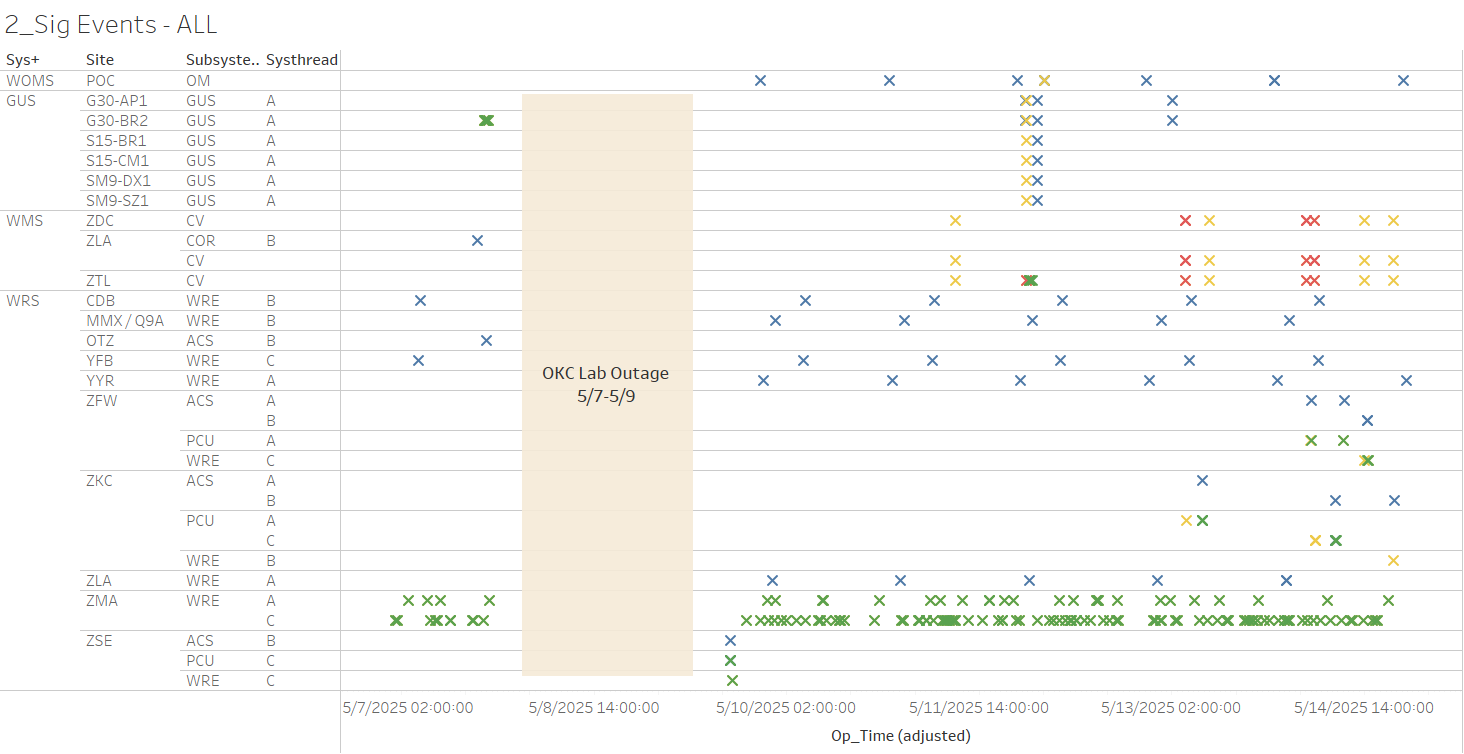 2_Sig Events - ALL
Sys+ Site Subsyste.. Systhread
WOMS POC OM
GUS G30-AP1 GUS A
G30-BR2 GUS A
S15-BR1 GUS A
S15-CM1 GUS A
SM9-DX1 GUS A
SM9-SZ1 GUS A
WMS ZDC CV
ZLA COR B
CV
ZTL CV
WRS CDB WRE B
MMX / Q9A WRE B
OTZ ACS B
YFB WRE C
YYR WRE A
ZFW ACS A
B
PCU A
WRE C
ZKC ACS A
B
PCU A
C
WRE B
ZLA WRE A
ZMA WRE A
C
ZSE ACS B
PCU C
WRE C
OKC Lab Outage
5/7-5/9
5/7/2025 02:00:00 5/8/2025 14:00:00 5/10/2025 02:00:00 5/11/2025 14:00:00 5/13/2025 02:00:00 5/14/2025 14:00:00
Op_Time (adjusted)